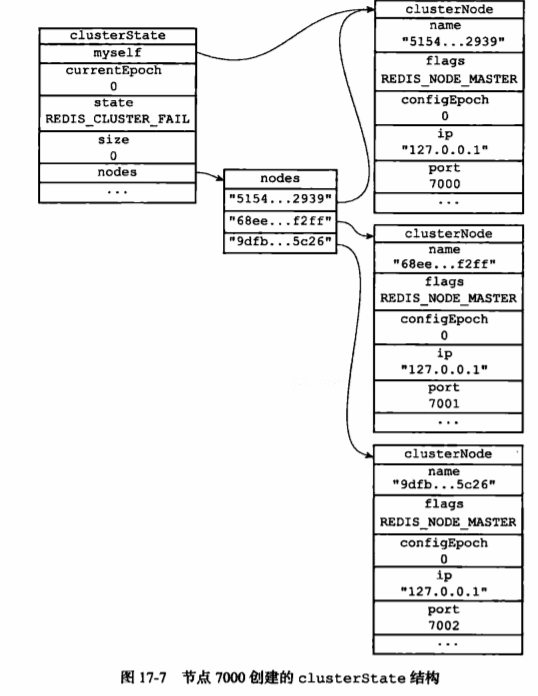 clusterState
myself
currentEpoch
0
state
REDIS_CLUSTER_FAIL
size
0
nodes
...
nodes
"5154...2939"
"68ee...f2ff"
"9dfb...5c26"
clusterNode
name
"5154...2939"
flags
REDIS_NODE_MASTER
configEpoch
0
ip
"127.0.0.1"
port
7000
...
clusterNode
name
"68ee...f2ff"
flags
REDIS_NODE_MASTER
configEpoch
0
ip
"127.0.0.1"
port
7001
...
clusterNode
name
"9dfb...5c26"
flags
REDIS_NODE_MASTER
configEpoch
0
ip
"127.0.0.1"
port
7002
...
图 17-7 节点 7000 创建的 clusterState 结构